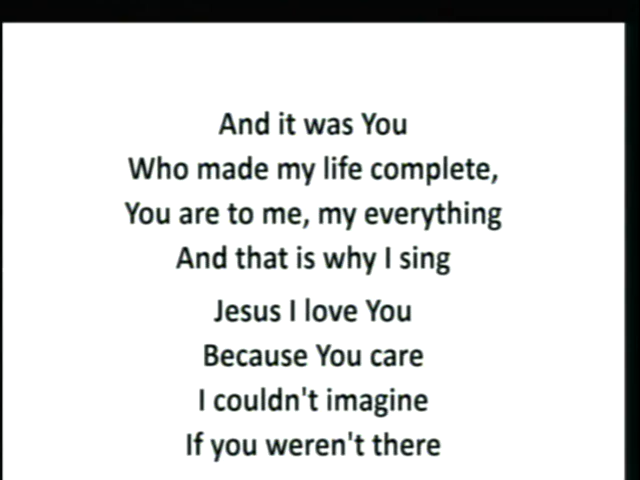 And it was You
Who made my life complete,
You are to me, my everything
And that is why I sing
Jesus I love You
Because You care
I couldn't imagine
If you weren't there